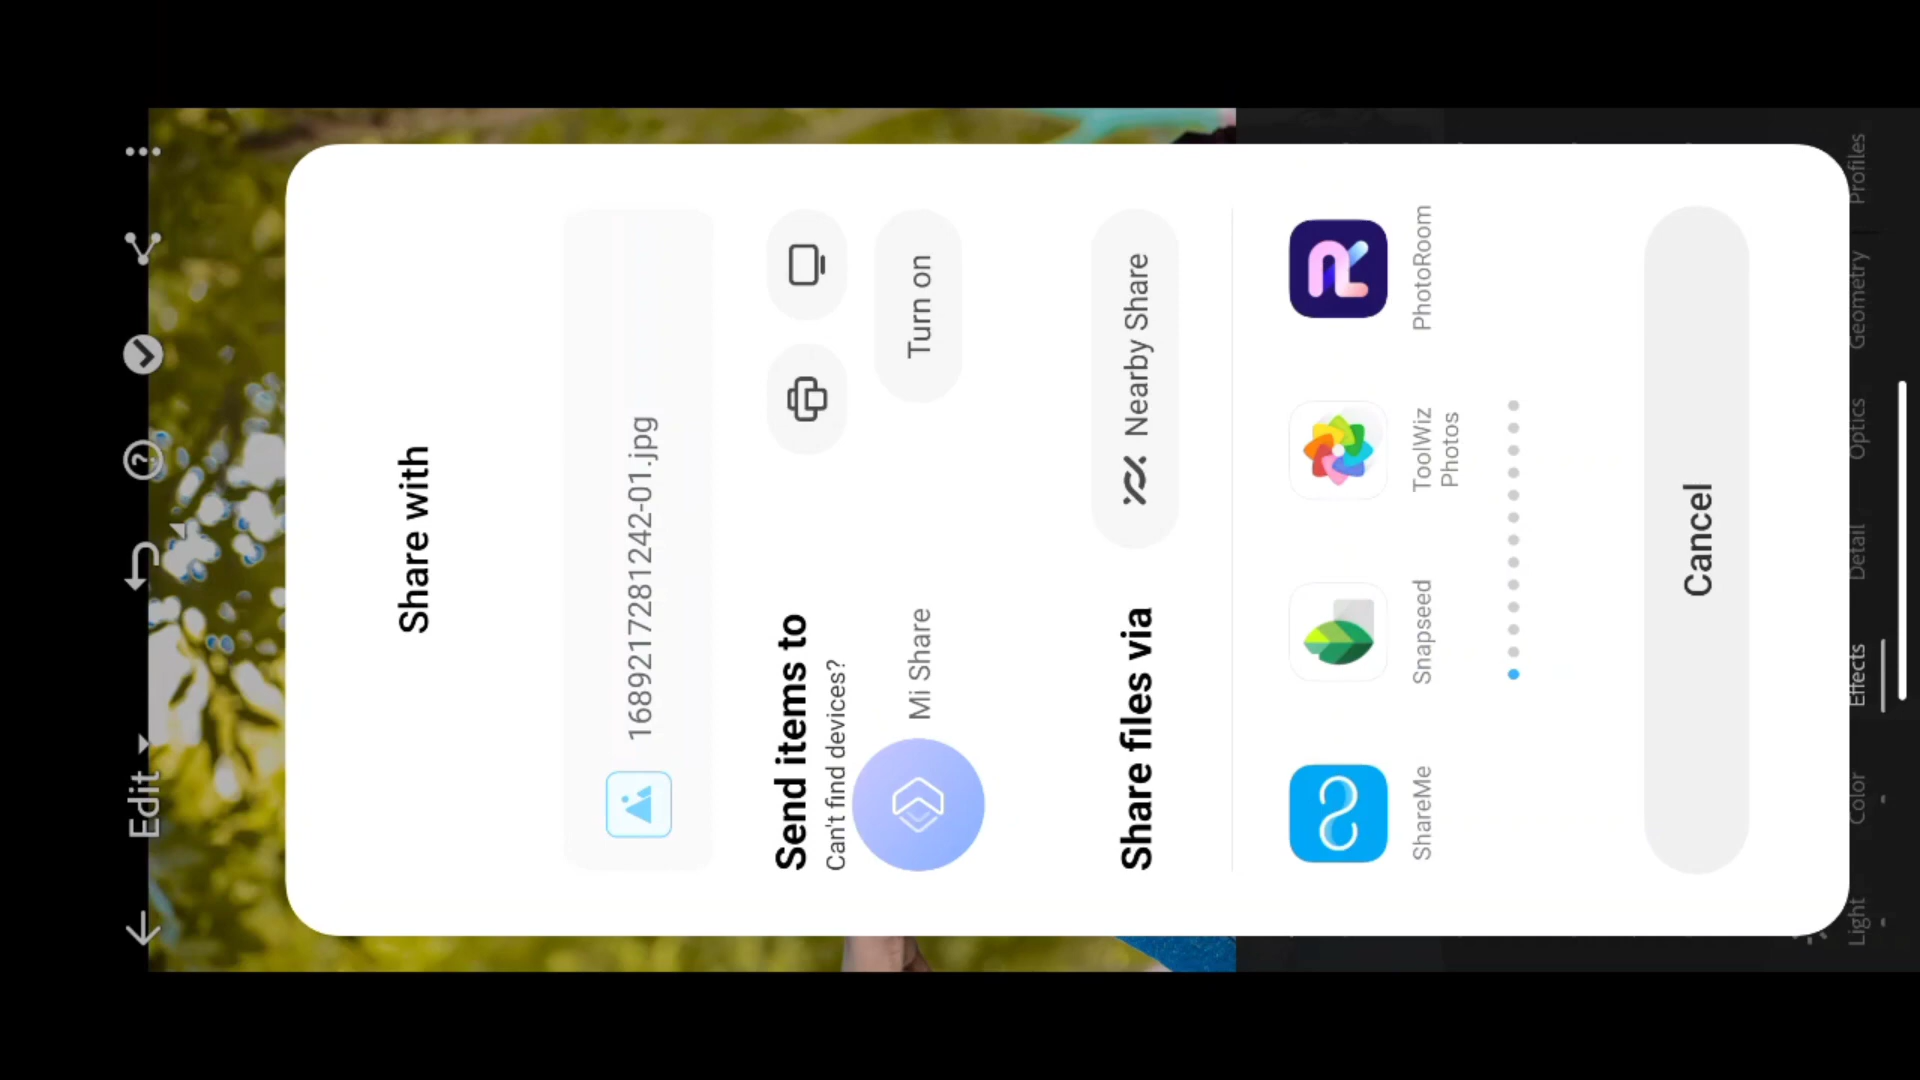 Edit
Share with
1689217281242-01.jpg
Send items to
Can't find devices?
Mi Share
Turn on
Share files via
Nearby Share
ShareMe
Snapseed
ToolWiz
Photos
PhotoRoom
Cancel
Light
Color
Effects
Detail
Optics
Geometry
Profiles